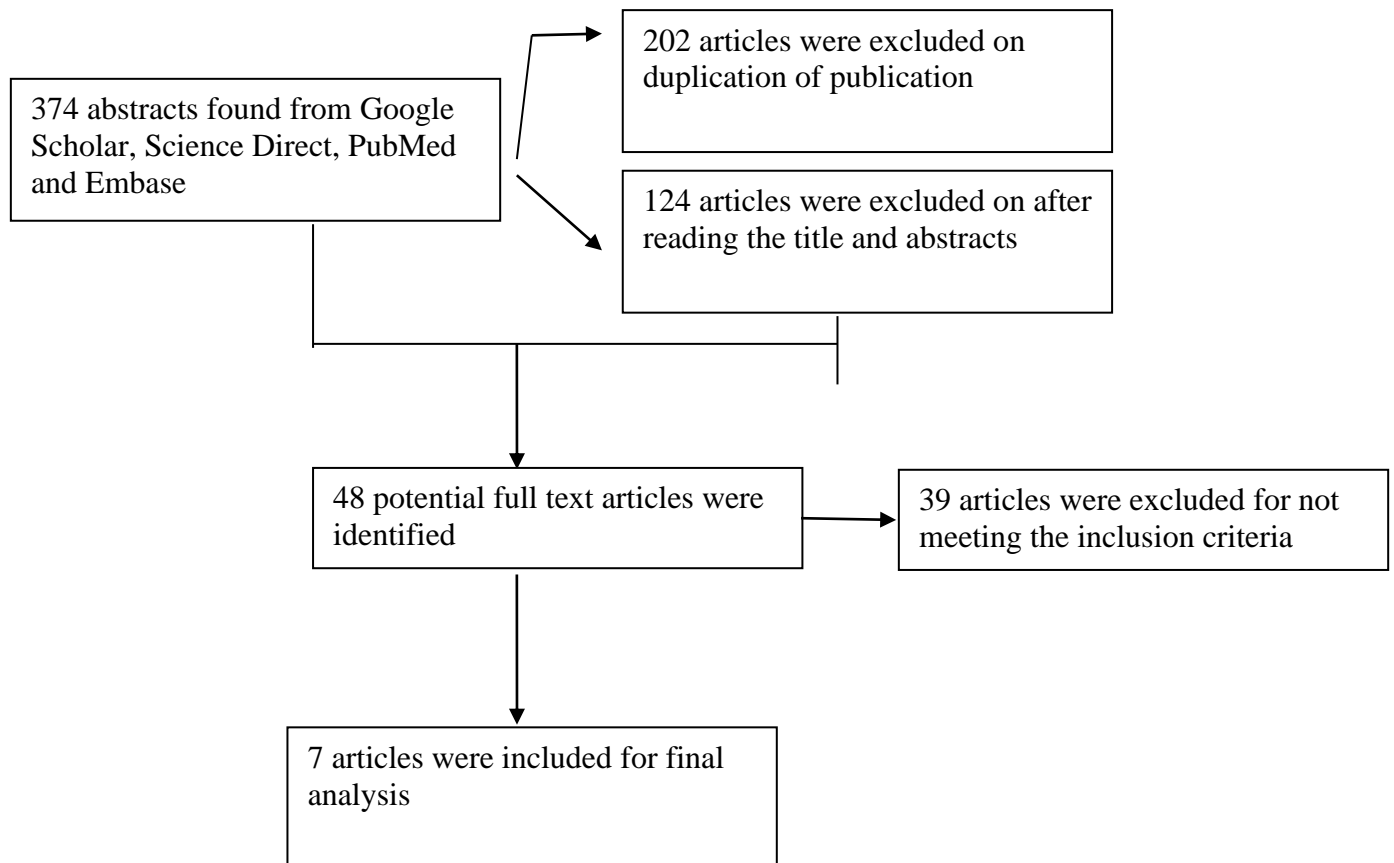 202 articles were excluded on
duplication of publication
374 abstracts found from Google
Scholar, Science Direct, PubMed
and Embase
124 articles were excluded on after
reading the title and abstracts
48 potential full text articles were
identified
39 articles were excluded for not
meeting the inclusion criteria
7 articles were included for final
analysis